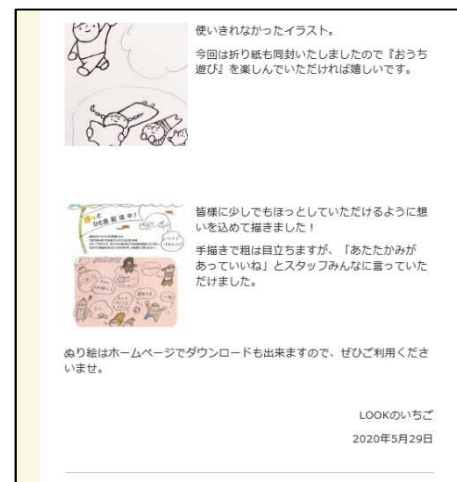 使いきれなかったイラスト。
今回は折り紙も同封いたしましたので『おうち
遊び』を楽しんでいただければ嬉しいです。
ひと息配信中！
皆様に少しでもほっとしていただけるように想
いを込めて描きました！
手描きで粗は目立ちますが、「あたたかみが
あっていいね」とスタッフみんなに言っていた
だけました。
ぬり絵はホームページでダウンロードも出来ますので、ぜひご利用くださ
いませ。
LOOKのいちご
2020年5月29日